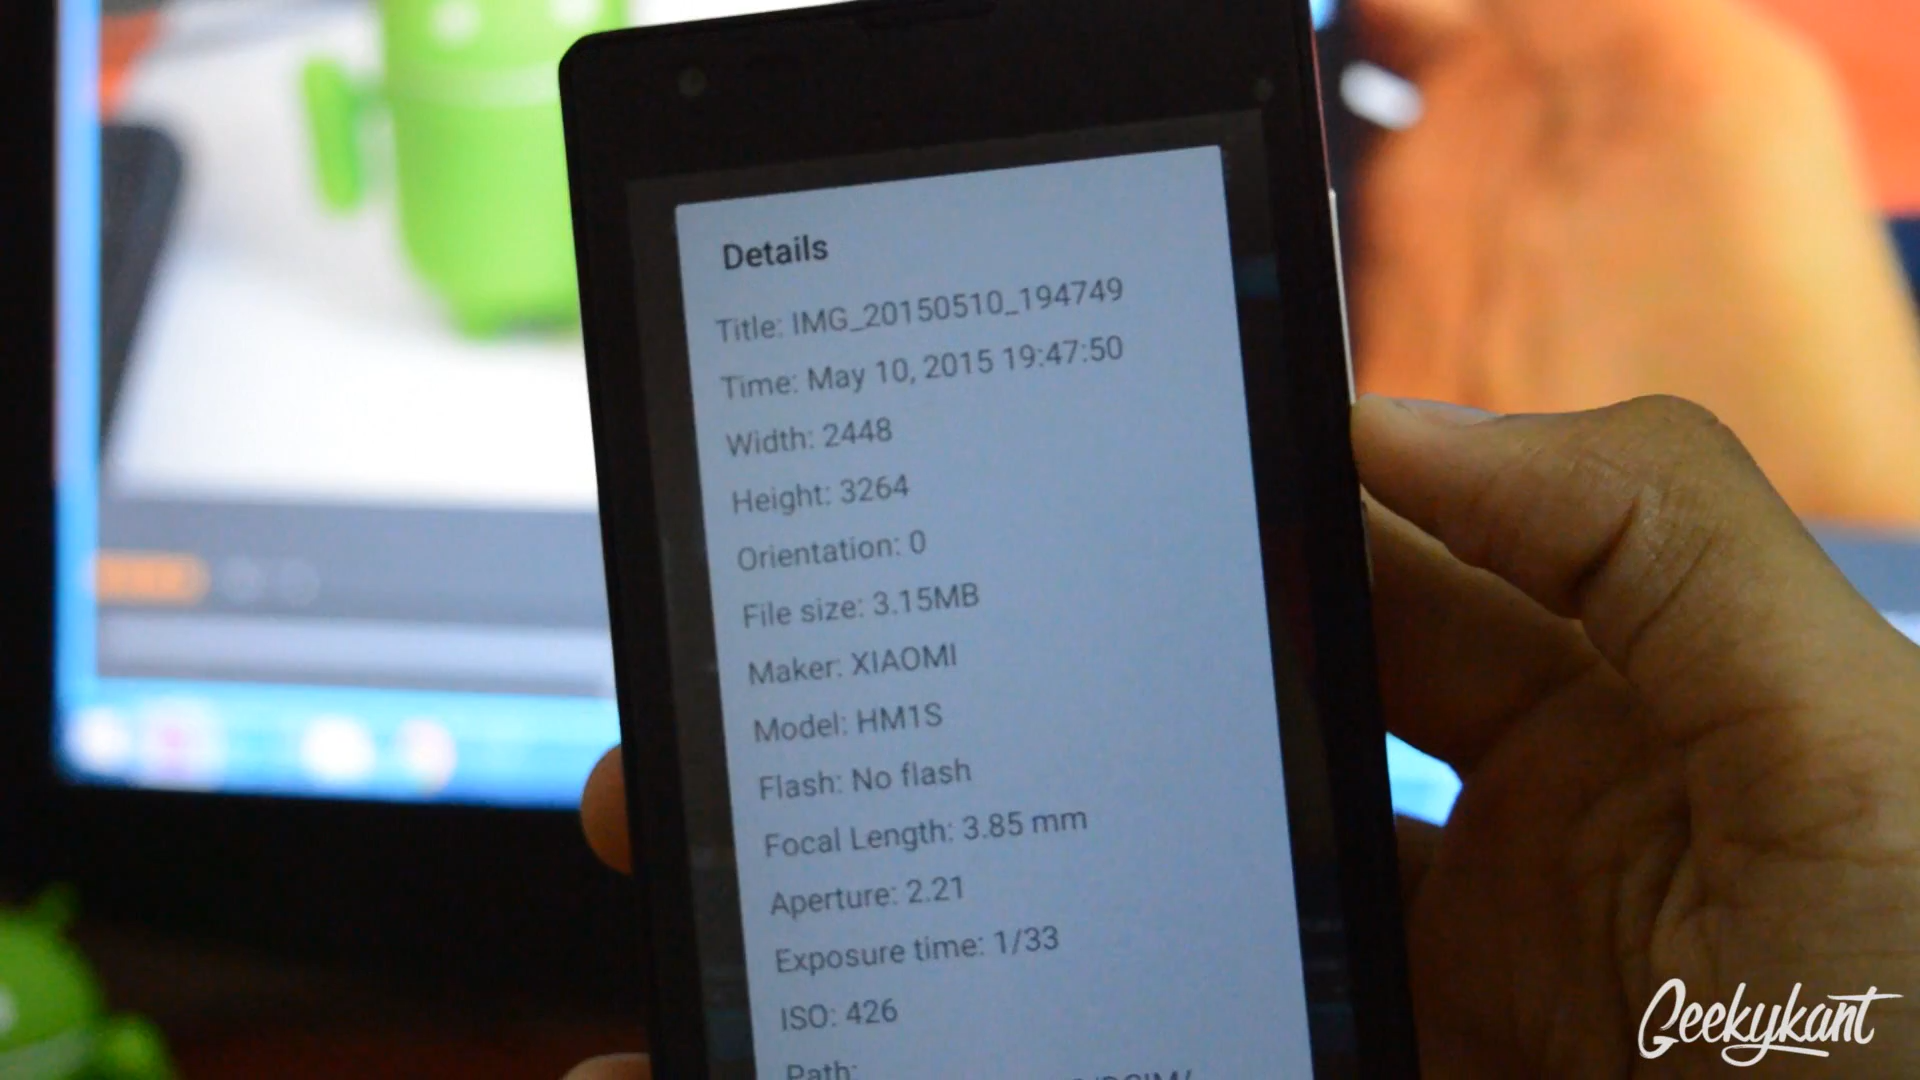 Details
Title: IMG_20150510_194749
Time: May 10, 2015 19:47:50
Width: 2448
Height: 3264
Orientation: 0
File size: 3.15MB
Maker: XIAOMI
Model: HM1S
Flash: No flash
Focal Length: 3.85 mm
Aperture: 2.21
Exposure time: 1/33
ISO: 426
Path:
/DCIM/
Geekykant